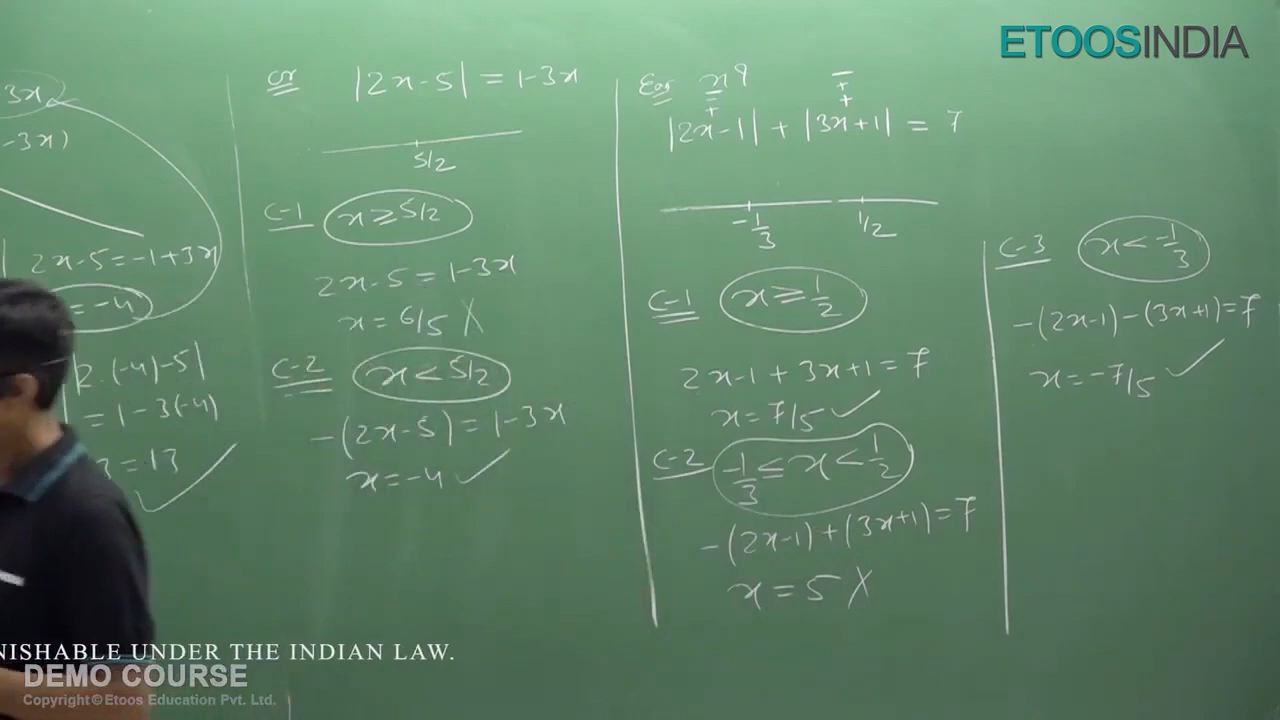 ETOOSINDIA
3x
-3x)
2x-5=-1+3x
=-4
|2.(-4)-5|
=1-3(-4)
13=13
or |2x-5| = 1-3x
5/2
C-1 x≥5/2
2x-5=1-3x
x=6/5 X
C-2 x<5/2
-(2x-5)=1-3x
x=-4 ✓
x?
|2x-1| + |3x+1| = 7
-1/3 1/2
C-1 x≥1/2
2x-1+3x+1=7
x=7/5 ✓
C-2 -1/3≤x<1/2
-(2x-1)+(3x+1)=7
x=5 X
C-3 x<-1/3
-(2x-1)-(3x+1)=7
x=-7/5 ✓
NISHABLE UNDER THE INDIAN LAW.
DEMO COURSE
Copyright©Etoos Education Pvt. Ltd.